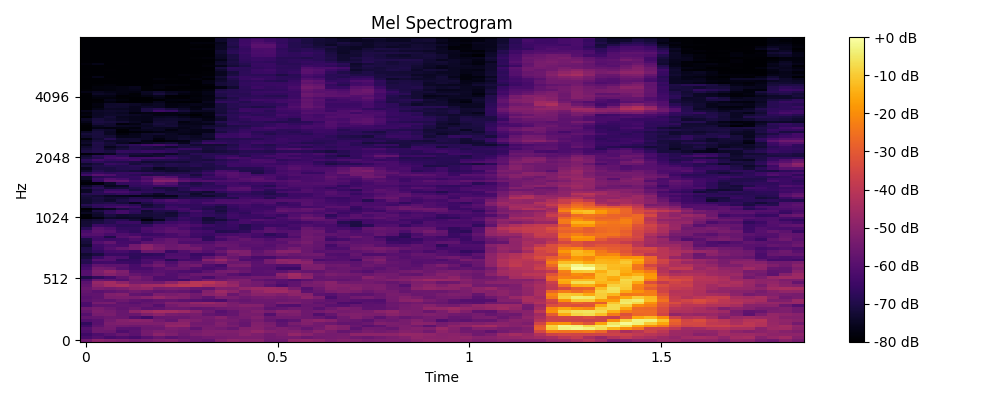 Mel Spectrogram
Hz
4096
2048
1024
512
0
0
0.5
1
1.5
Time
+0 dB
-10 dB
-20 dB
-30 dB
-40 dB
-50 dB
-60 dB
-70 dB
-80 dB